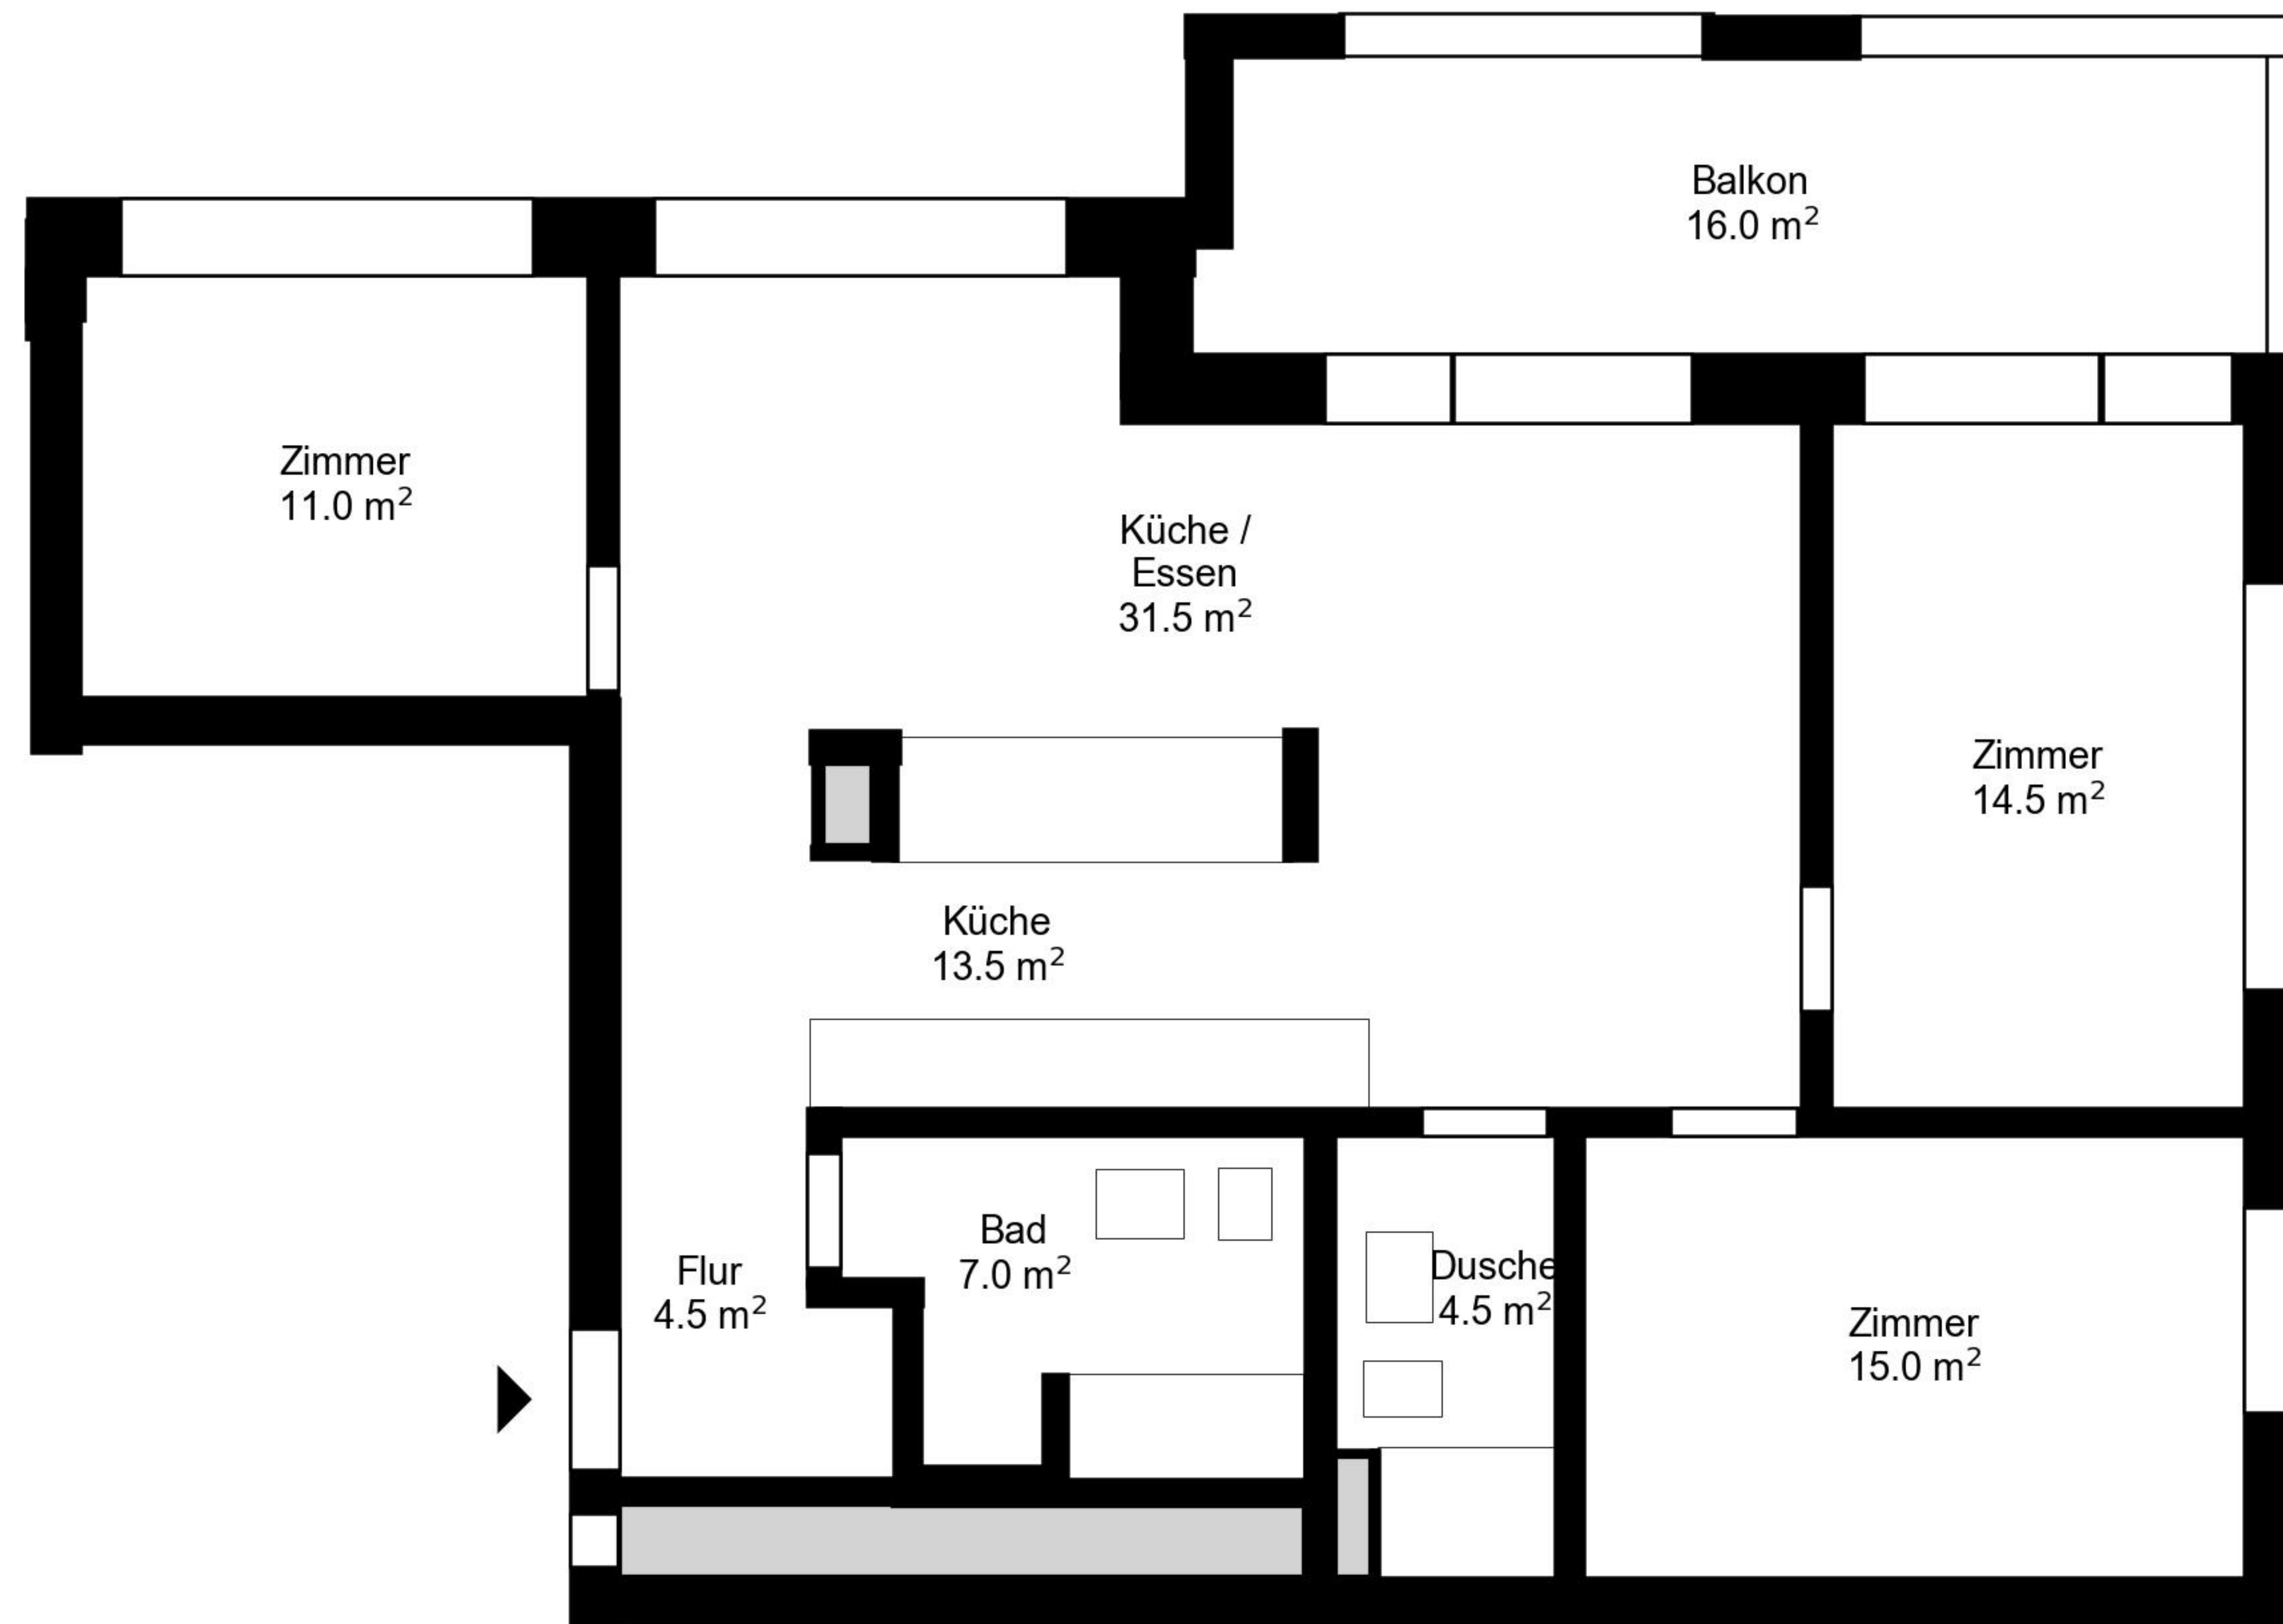 Balkon
16.0 m²
Zimmer
11.0 m²
Küche /
Essen
31.5 m²
Zimmer
14.5 m²
Küche
13.5 m²
Bad
7.0 m²
Flur
4.5 m²
Dusche
4.5 m²
Zimmer
15.0 m²